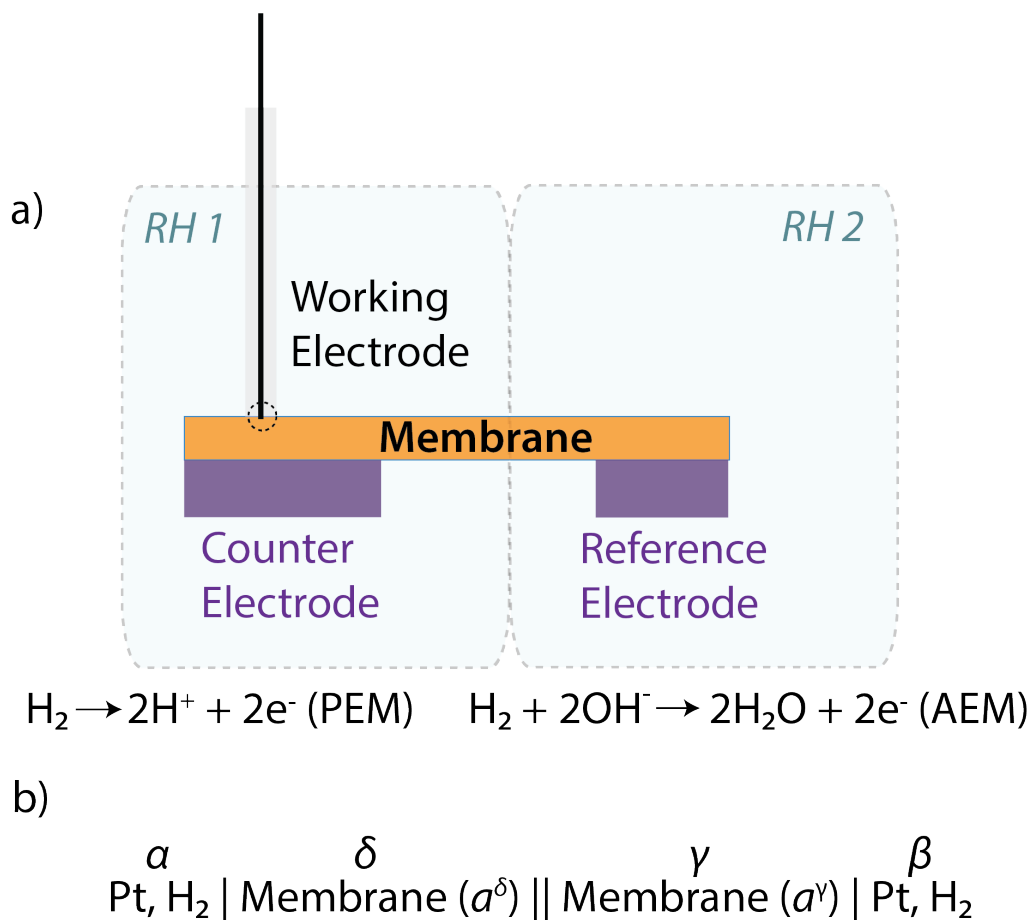 a)
RH 1
RH 2
Working
Electrode
Membrane
Counter
Electrode
Reference
Electrode
H₂→2H⁺ + 2e⁻ (PEM)
H₂ + 2OH⁻→2H₂O + 2e⁻ (AEM)
b)
α δ γ β
Pt, H₂ | Membrane (a^δ) || Membrane (a^γ) | Pt, H₂